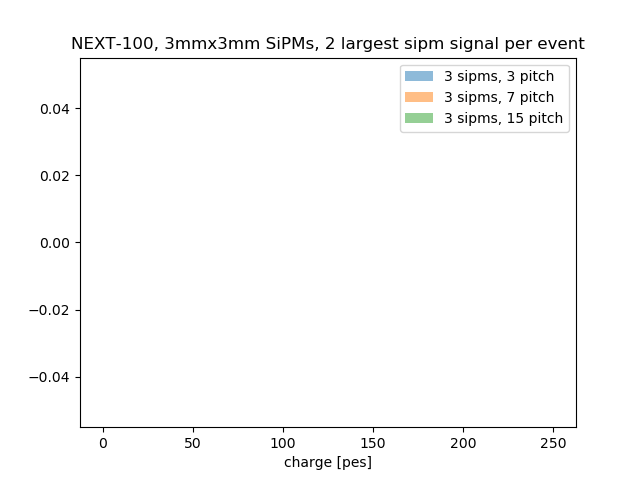 NEXT-100, 3mmx3mm SiPMs, 2 largest sipm signal per event
3 sipms, 3 pitch
3 sipms, 7 pitch
3 sipms, 15 pitch
0.04
0.02
0.00
−0.02
−0.04
0 50 100 150 200 250
charge [pes]